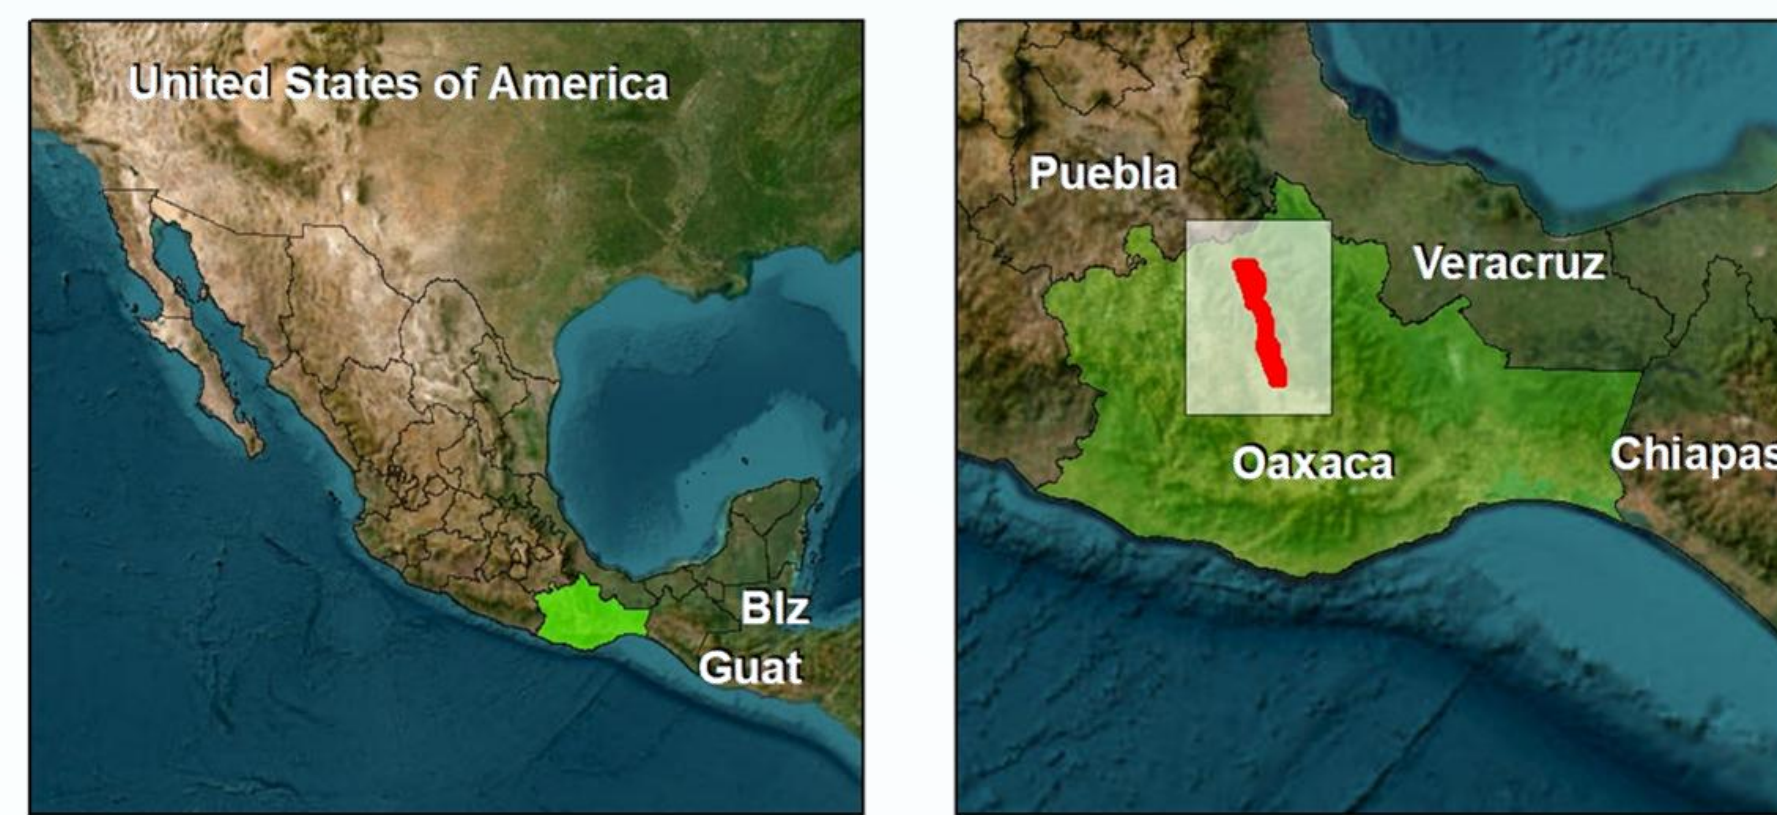 United States of America
Blz
Guat
Puebla
Veracruz
Oaxaca
Chiapas